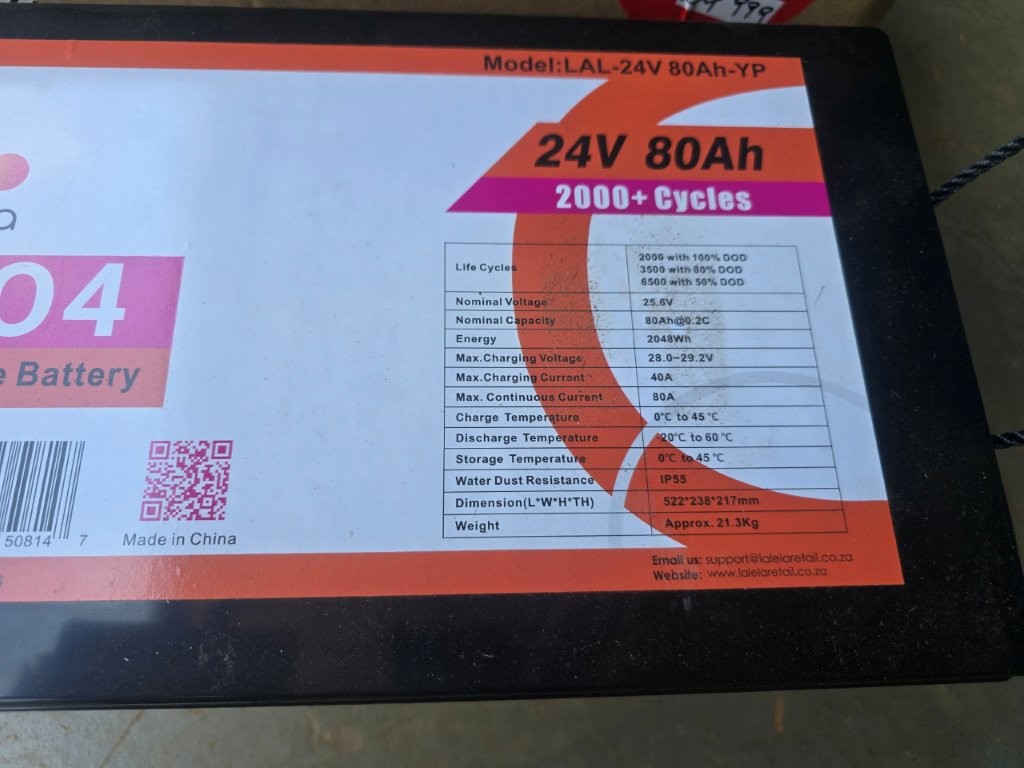 999
Model:LAL-24V 80Ah-YP
24V 80Ah
2000+ Cycles
a
O4
e Battery
Life Cycles 2000 with 100% DOD
3500 with 80% DOD
6500 with 50% DOD
Nominal Voltage 25.6V
Nominal Capacity 80Ah@0.2C
Energy 2048Wh
Max.Charging Voltage 28.0~29.2V
Max.Charging Current 40A
Max. Continuous Current 80A
Charge Temperature 0℃ to 45 ℃
Discharge Temperature -20℃ to 60 ℃
Storage Temperature 0℃ to 45 ℃
Water Dust Resistance IP55
Dimension(L*W*H*TH) 522*238*217mm
Weight Approx. 21.3Kg
50814 7
Made in China
Email us: support@lalelaretail.co.za
Website: www.lalelaretail.co.za
s